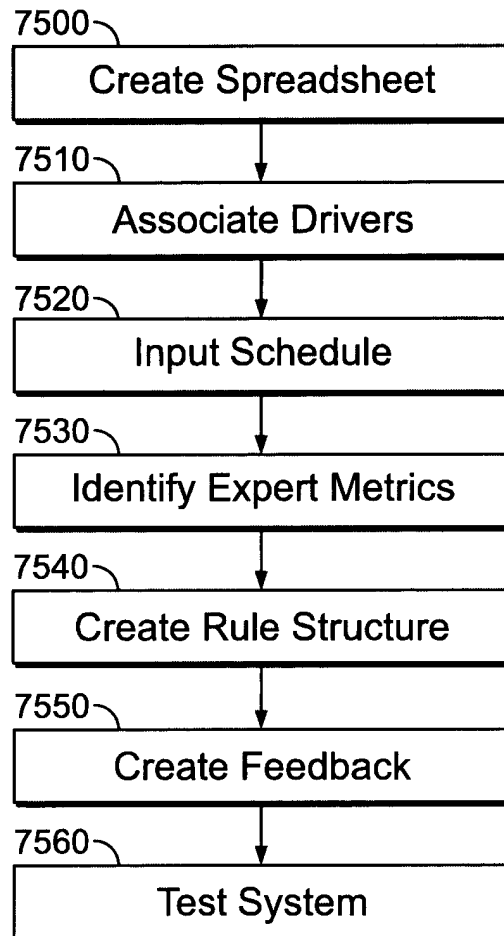 7500
Create Spreadsheet
7510
Associate Drivers
7520
Input Schedule
7530
Identify Expert Metrics
7540
Create Rule Structure
7550
Create Feedback
7560
Test System